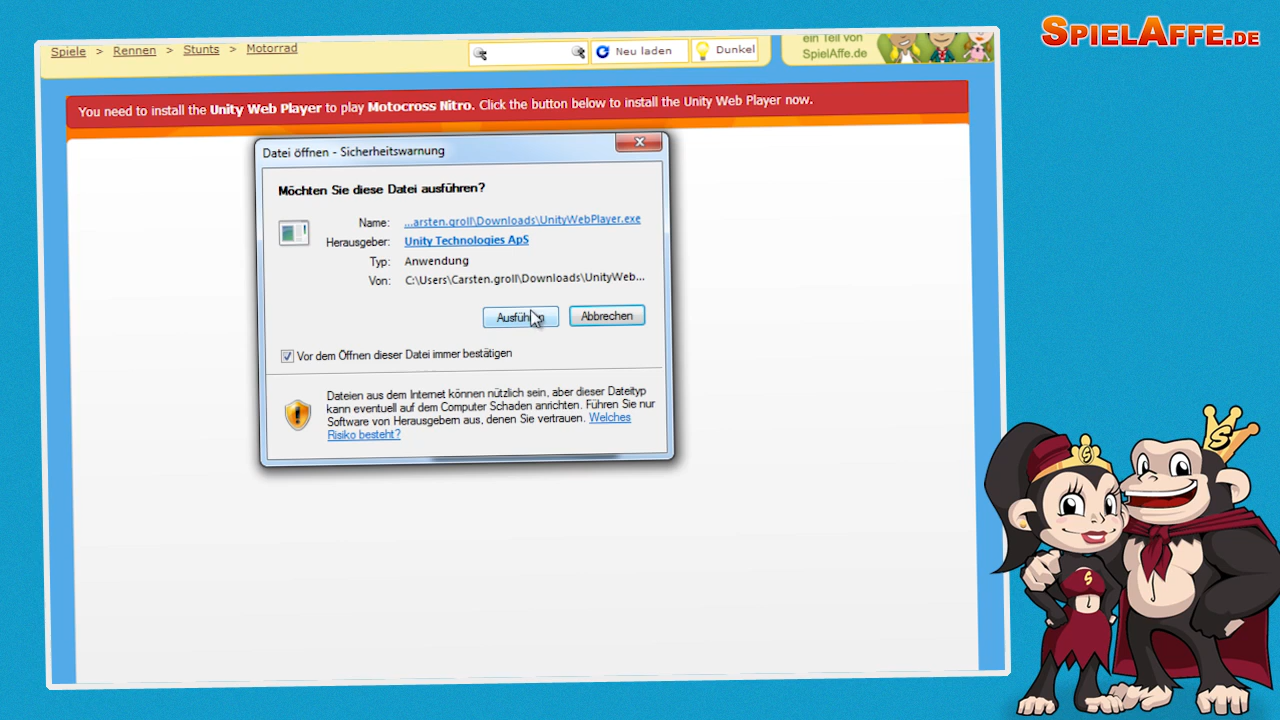 SPIELAFFE.DE
Spiele > Rennen > Stunts > Motorrad
Neu laden
Dunkel
ein Teil von
SpielAffe.de
You need to install the Unity Web Player to play Motocross Nitro. Click the button below to install the Unity Web Player now.
Datei öffnen - Sicherheitswarnung
Möchten Sie diese Datei ausführen?
Name: ...arsten.groll\Downloads\UnityWebPlayer.exe
Herausgeber: Unity Technologies ApS
Typ: Anwendung
Von: C:\Users\Carsten.groll\Downloads\UnityWeb...
Abbrechen
Vor dem Öffnen dieser Datei immer bestätigen
Dateien aus dem Internet können nützlich sein, aber dieser Dateityp
kann eventuell auf dem Computer Schaden anrichten. Führen Sie nur
Software von Herausgebern aus, denen Sie vertrauen. Welches
Risiko besteht?
S
S
S